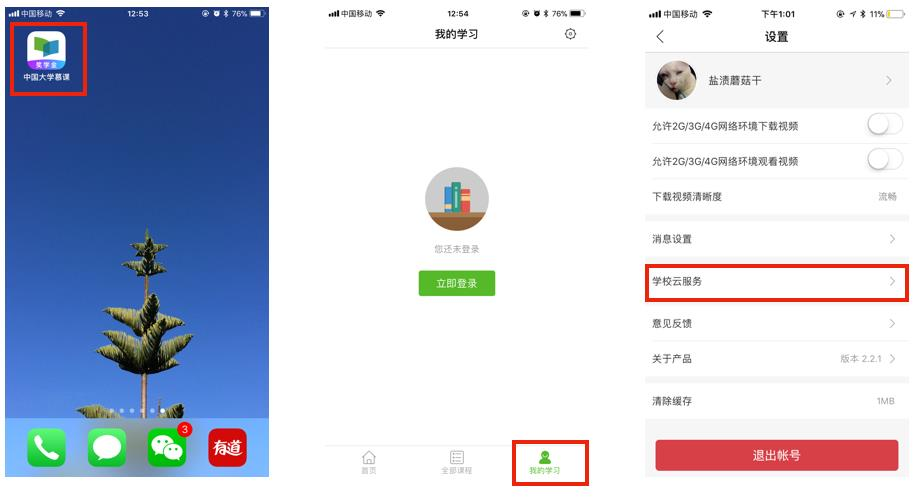 中国移动 12:53 76%
奖学金
中国大学慕课
3
有道
中国移动 12:54 76%
我的学习
您还未登录
立即登录
首页
全部课程
我的学习
中国移动 下午1:01 11%
设置
盐渍蘑菇干
允许2G/3G/4G网络环境下载视频
允许2G/3G/4G网络环境观看视频
下载视频清晰度 流畅
消息设置
学校云服务
意见反馈
关于产品 版本 2.2.1
清除缓存 1MB
退出帐号